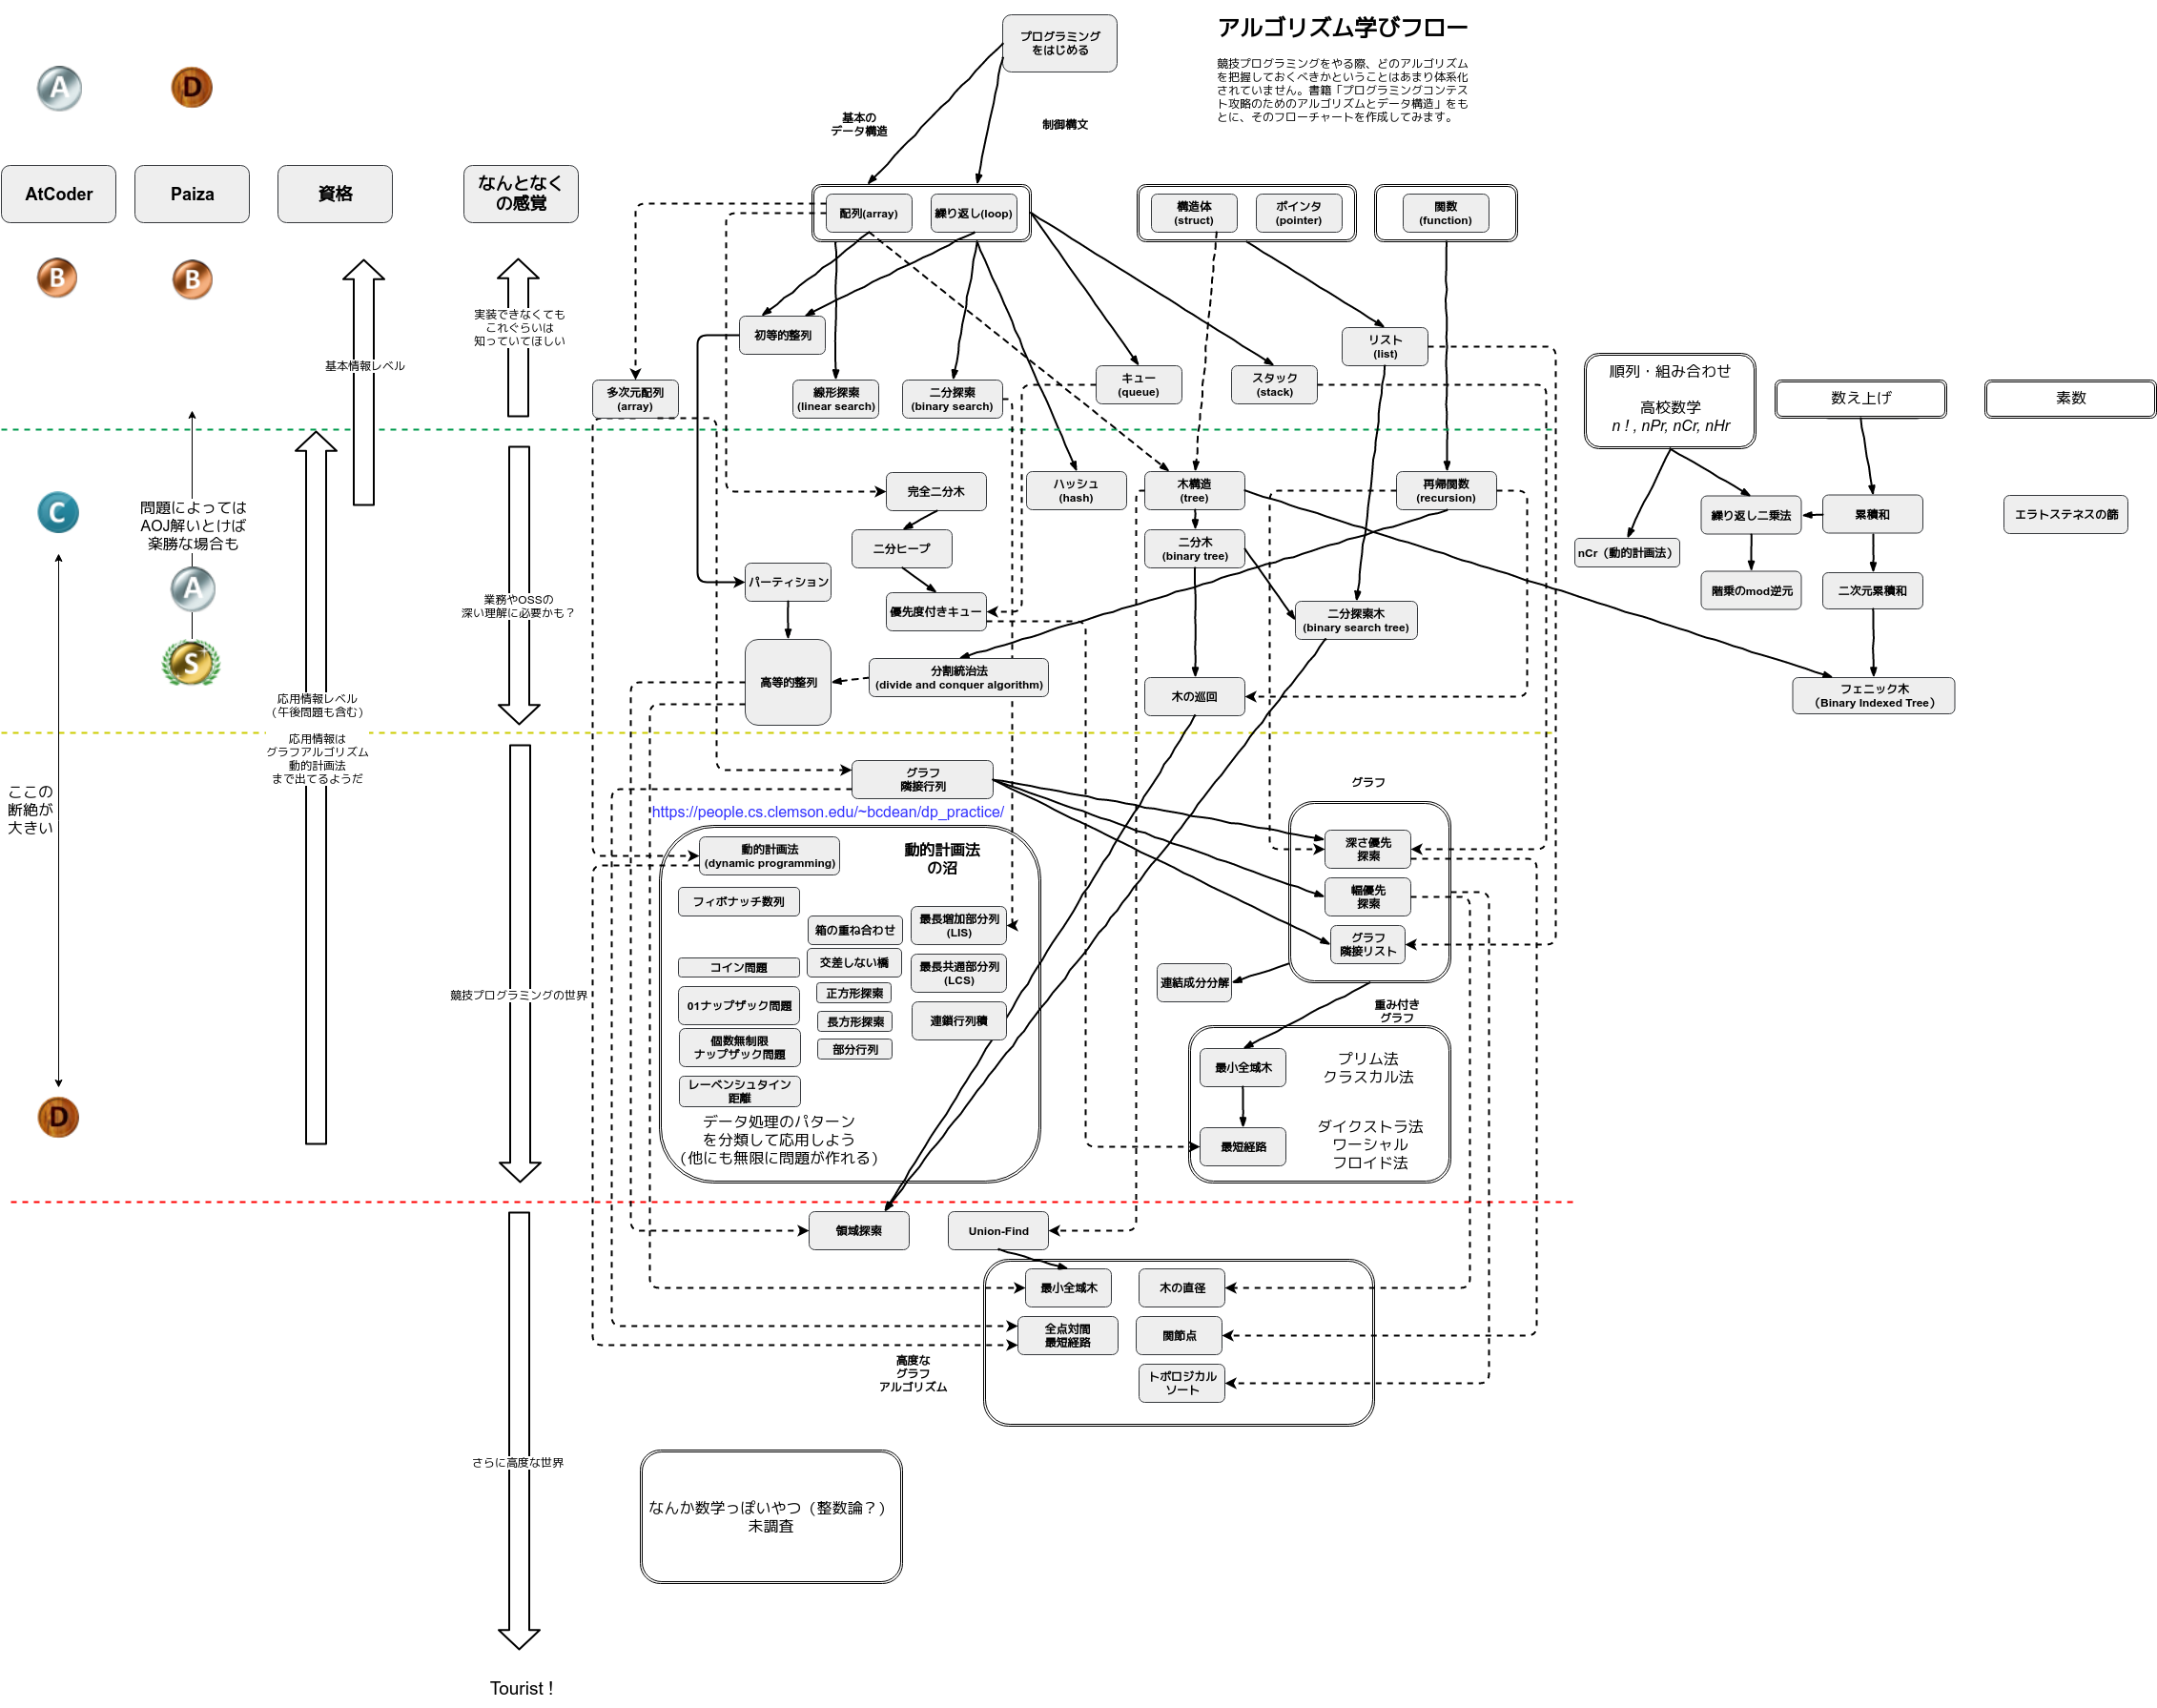 プログラミング
をはじめる
アルゴリズム学びフロー
競技プログラミングをやる際、どのアルゴリズム
を把握しておくべきかということはあまり体系化
されていません。書籍「プログラミングコンテス
ト攻略のためのアルゴリズムとデータ構造」をも
とに、そのフローチャートを作成してみます。
A
D
基本の
データ構造
制御構文
AtCoder
Paiza
資格
なんとなく
の感覚
配列(array)
繰り返し(loop)
構造体
(struct)
ポインタ
(pointer)
関数
(function)
B
B
実装できなくても
これぐらいは
知っていてほしい
基本情報レベル
初等的整列
リスト
(list)
多次元配列
(array)
線形探索
(linear search)
二分探索
(binary search)
キュー
(queue)
スタック
(stack)
順列・組み合わせ
高校数学
n ! , nPr, nCr, nHr
数え上げ
素数
C
問題によっては
AOJ解いとけば
楽勝な場合も
A
S
完全二分木
ハッシュ
(hash)
木構造
(tree)
再帰関数
(recursion)
繰り返し二乗法
累積和
エラトステネスの篩
二分ヒープ
二分木
(binary tree)
nCr（動的計画法）
パーティション
優先度付きキュー
二分探索木
(binary search tree)
階乗のmod逆元
二次元累積和
業務やOSSの
深い理解に必要かも？
高等的整列
分割統治法
(divide and conquer algorithm)
木の巡回
フェニック木
（Binary Indexed Tree）
応用情報レベル
（午後問題も含む）
応用情報は
グラフアルゴリズム
動的計画法
まで出てるようだ
ここの
断絶が
大きい
グラフ
隣接行列
グラフ
https://people.cs.clemson.edu/~bcdean/dp_practice/
動的計画法
(dynamic programming)
動的計画法
の沼
深さ優先
探索
幅優先
探索
グラフ
隣接リスト
フィボナッチ数列
箱の重ね合わせ
最長増加部分列
(LIS)
コイン問題
交差しない橋
最長共通部分列
(LCS)
連結成分分解
01ナップザック問題
正方形探索
長方形探索
連鎖行列積
個数無制限
ナップザック問題
部分行列
レーベンシュタイン
距離
データ処理のパターン
を分類して応用しよう
（他にも無限に問題が作れる）
競技プログラミングの世界
重み付き
グラフ
最小全域木
プリム法
クラスカル法
最短経路
ダイクストラ法
ワーシャル
フロイド法
D
領域探索
Union-Find
最小全域木
木の直径
全点対間
最短経路
関節点
トポロジカル
ソート
高度な
グラフ
アルゴリズム
さらに高度な世界
なんか数学っぽいやつ（整数論？）
未調査
Tourist !